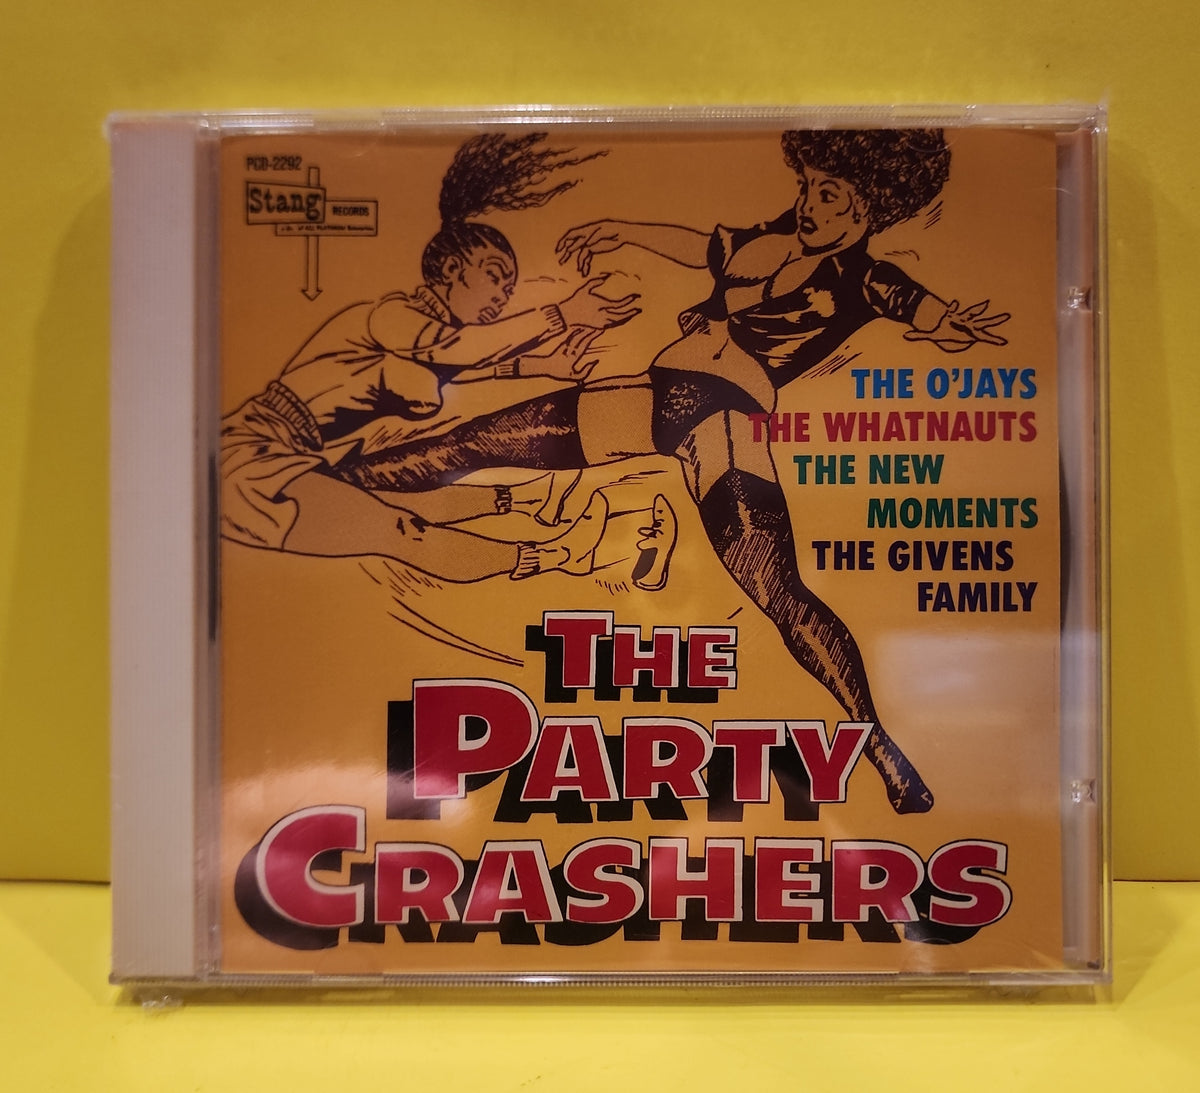 PCD-2292
Stang
RECORDS
THE O'JAYS
THE WHATNAUTS
THE NEW
MOMENTS
THE GIVENS
FAMILY
THE
PARTY
CRASHERS